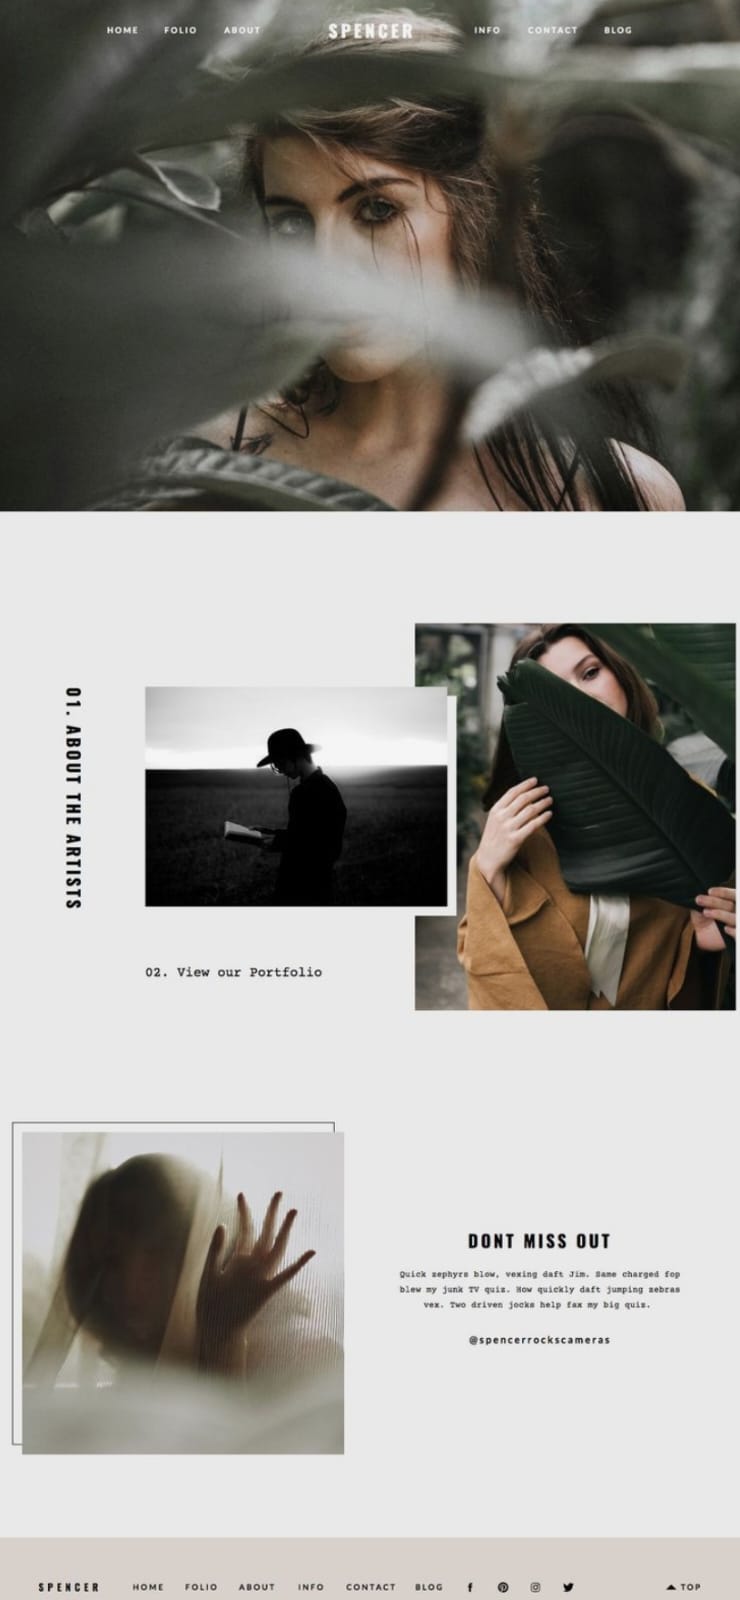 HOME FOLIO ABOUT SPENCER INFO CONTACT BLOG
01. ABOUT THE ARTISTS
02. View our Portfolio
DONT MISS OUT
Quick zephyrs blow, vexing daft Jim. Same charged fop
blew my junk TV quiz. How quickly daft jumping zebras
vex. Two driven jocks help fax my big quiz.
@spencerrockscameras
SPENCER HOME FOLIO ABOUT INFO CONTACT BLOG TOP